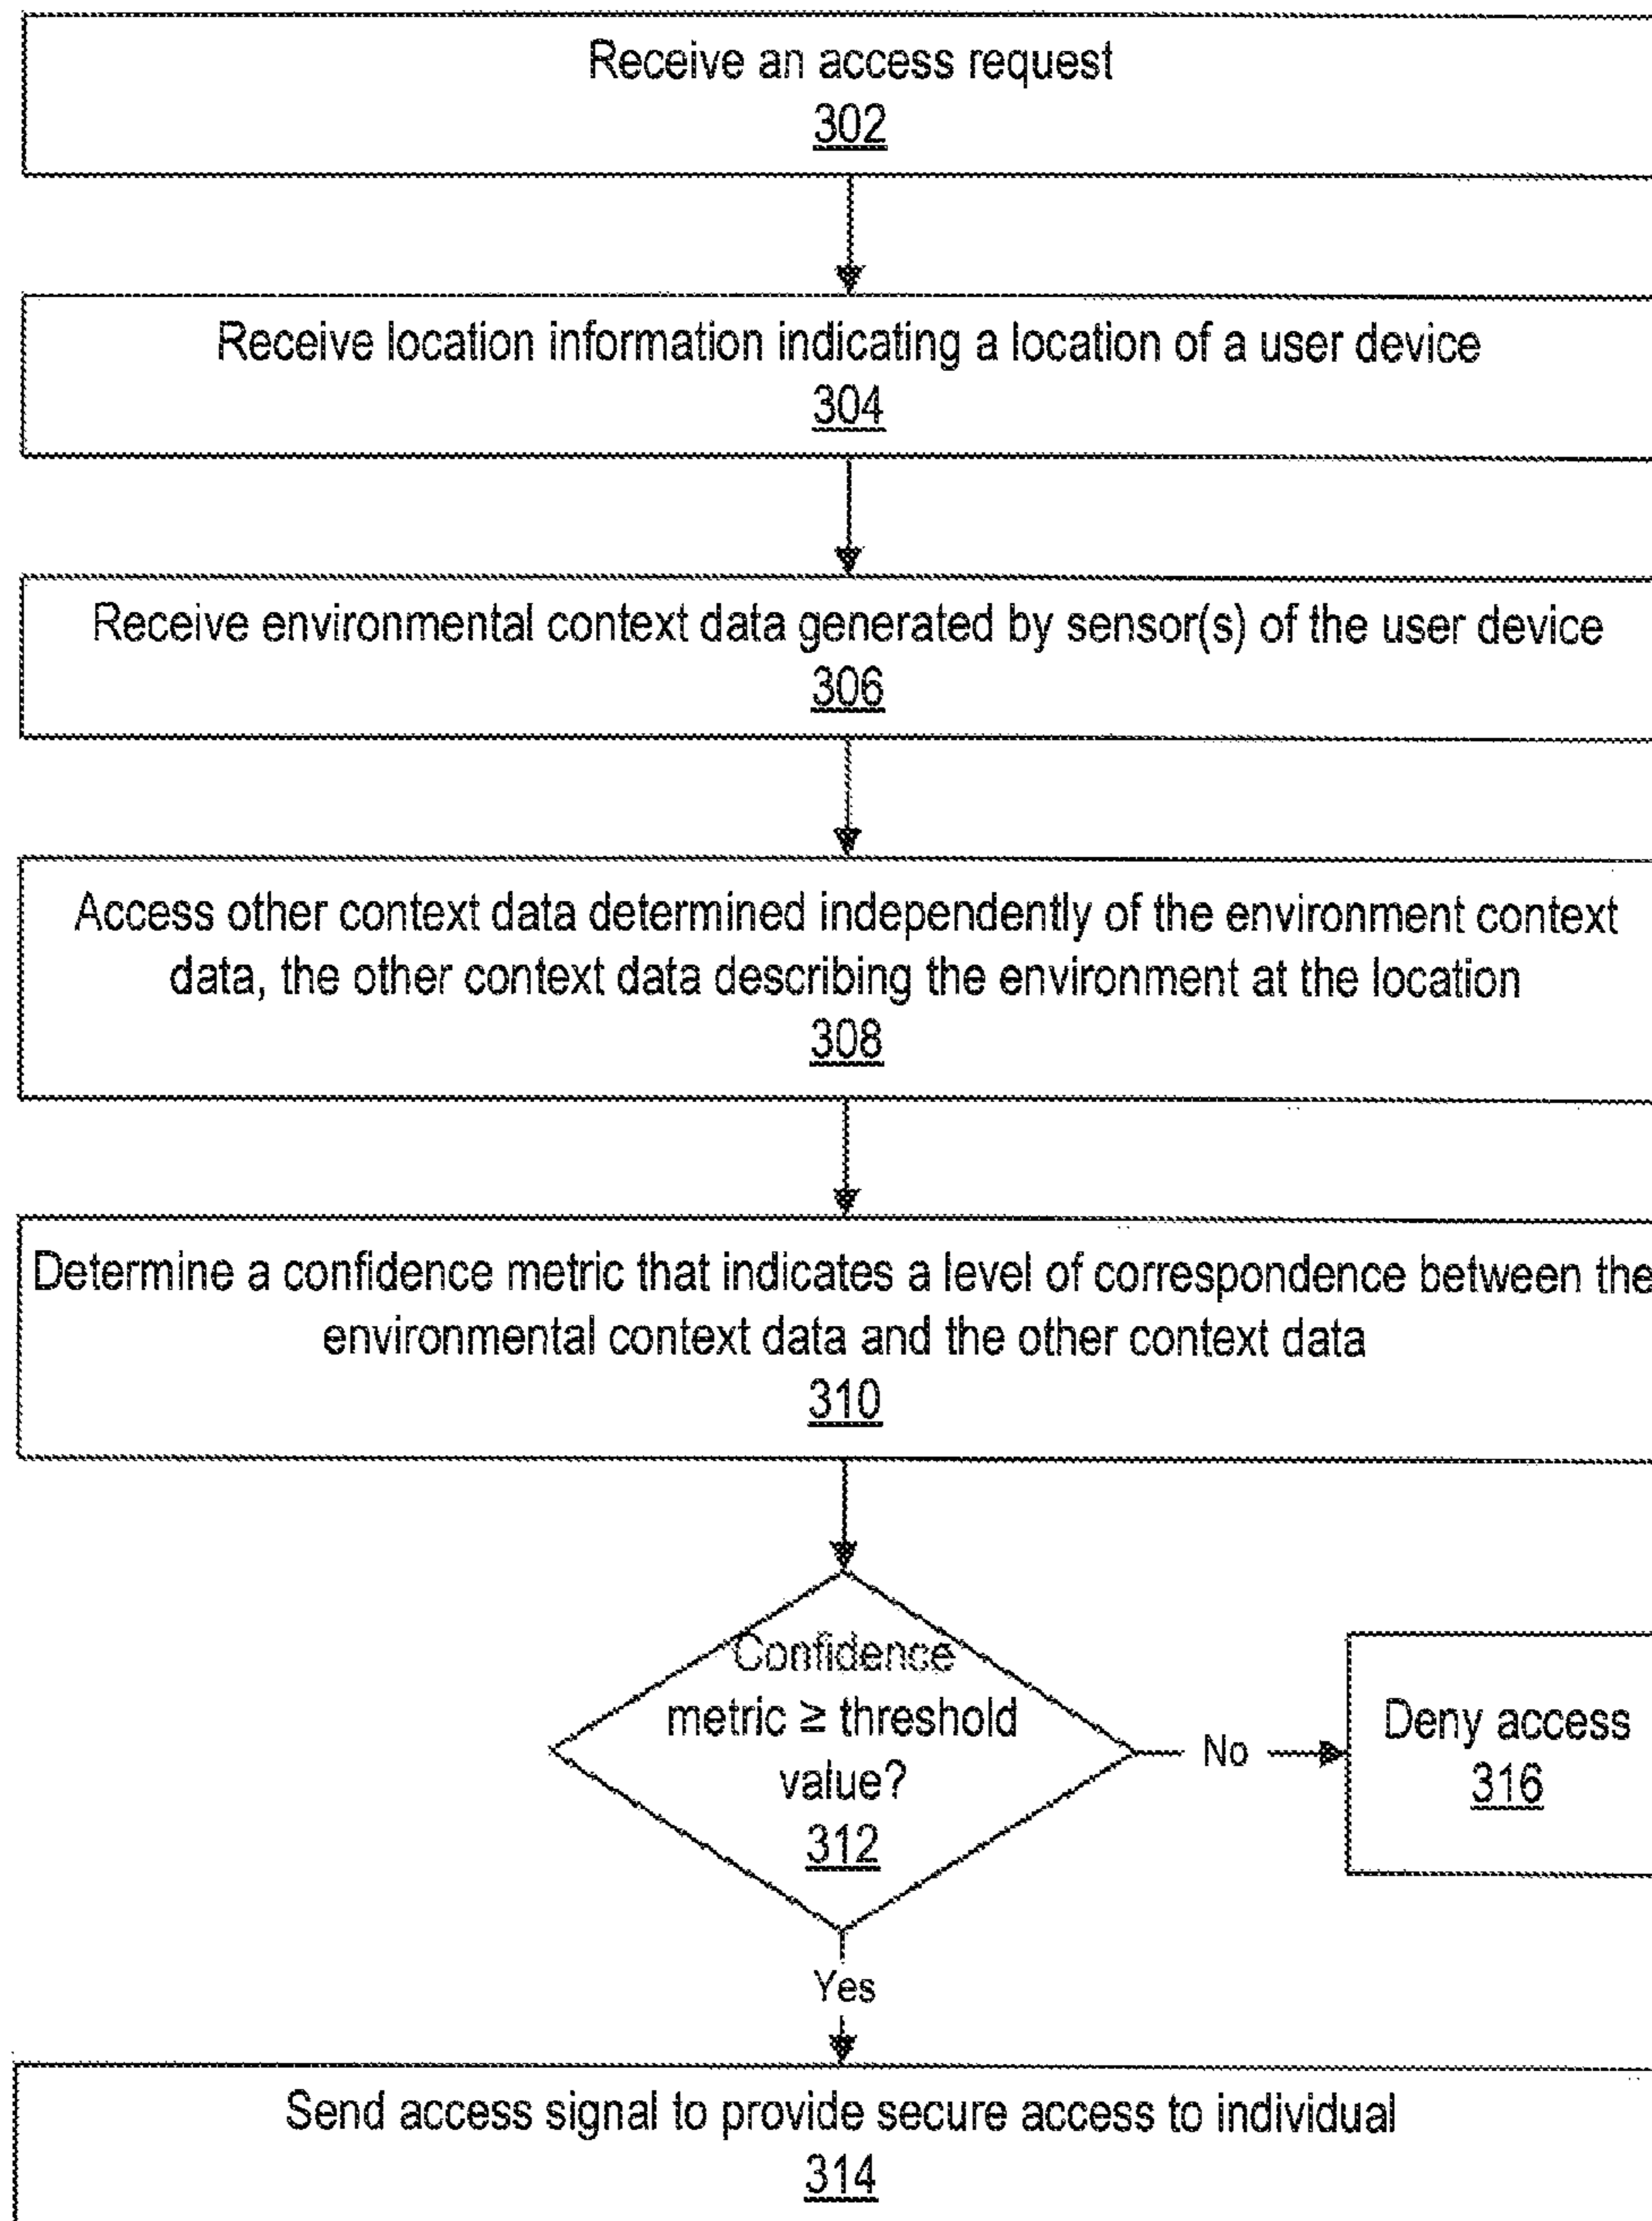 Receive an access request
302
Receive location information indicating a location of a user device
304
Receive environmental context data generated by sensor(s) of the user device
306
Access other context data determined independently of the environment context
data, the other context data describing the environment at the location
308
Determine a confidence metric that indicates a level of correspondence between the
environmental context data and the other context data
310
Confidence
metric ≥ threshold
value?
312
No
Deny access
316
Yes
Send access signal to provide secure access to individual
314